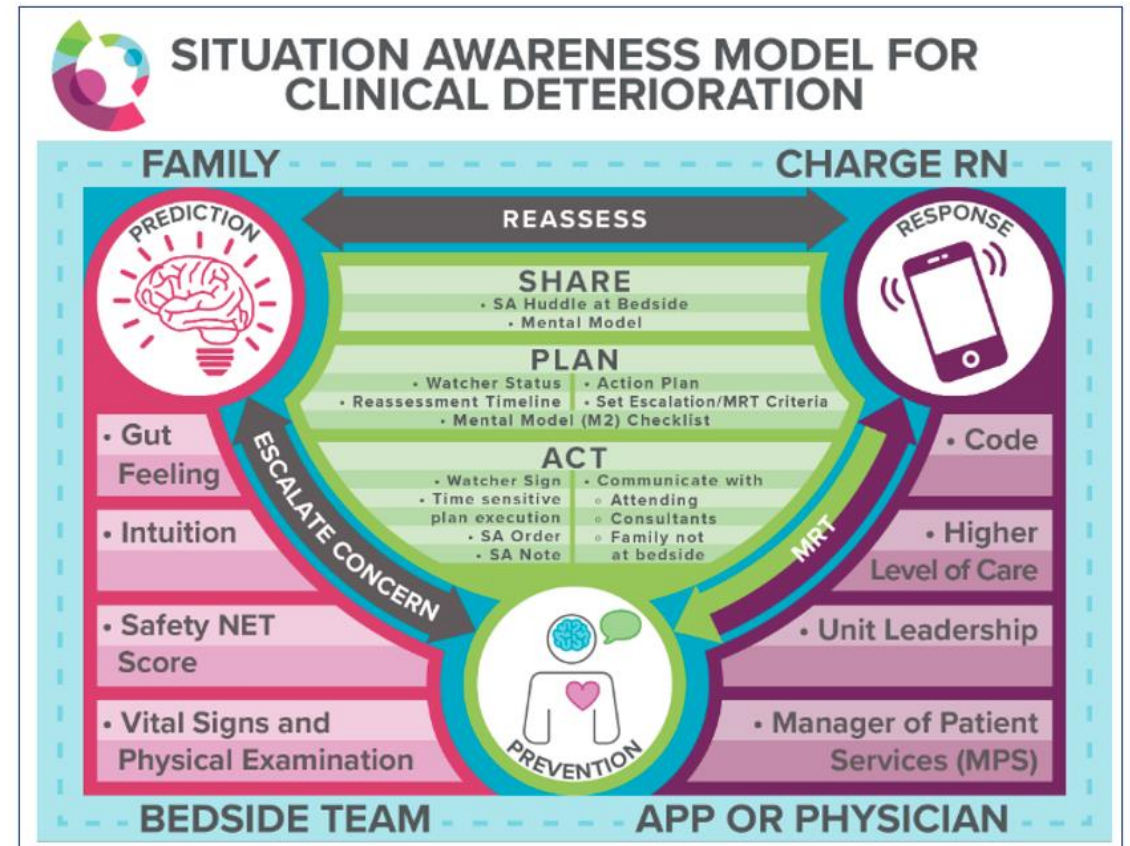 SITUATION AWARENESS MODEL FOR
CLINICAL DETERIORATION
FAMILY
CHARGE RN
PREDICTION
REASSESS
RESPONSE
SHARE
• SA Huddle at Bedside
• Mental Model
PLAN
• Watcher Status
• Reassessment Timeline
• Action Plan
• Set Escalation/MRT Criteria
• Mental Model (M2) Checklist
ACT
• Watcher Sign
• Time sensitive
plan execution
• SA Order
• SA Note
• Communicate with
○ Attending
○ Consultants
○ Family not
at bedside
ESCALATE CONCERN
MRT
• Gut
Feeling
• Intuition
• Safety NET
Score
• Vital Signs and
Physical Examination
• Code
• Higher
Level of Care
• Unit Leadership
• Manager of Patient
Services (MPS)
PREVENTION
BEDSIDE TEAM
APP OR PHYSICIAN